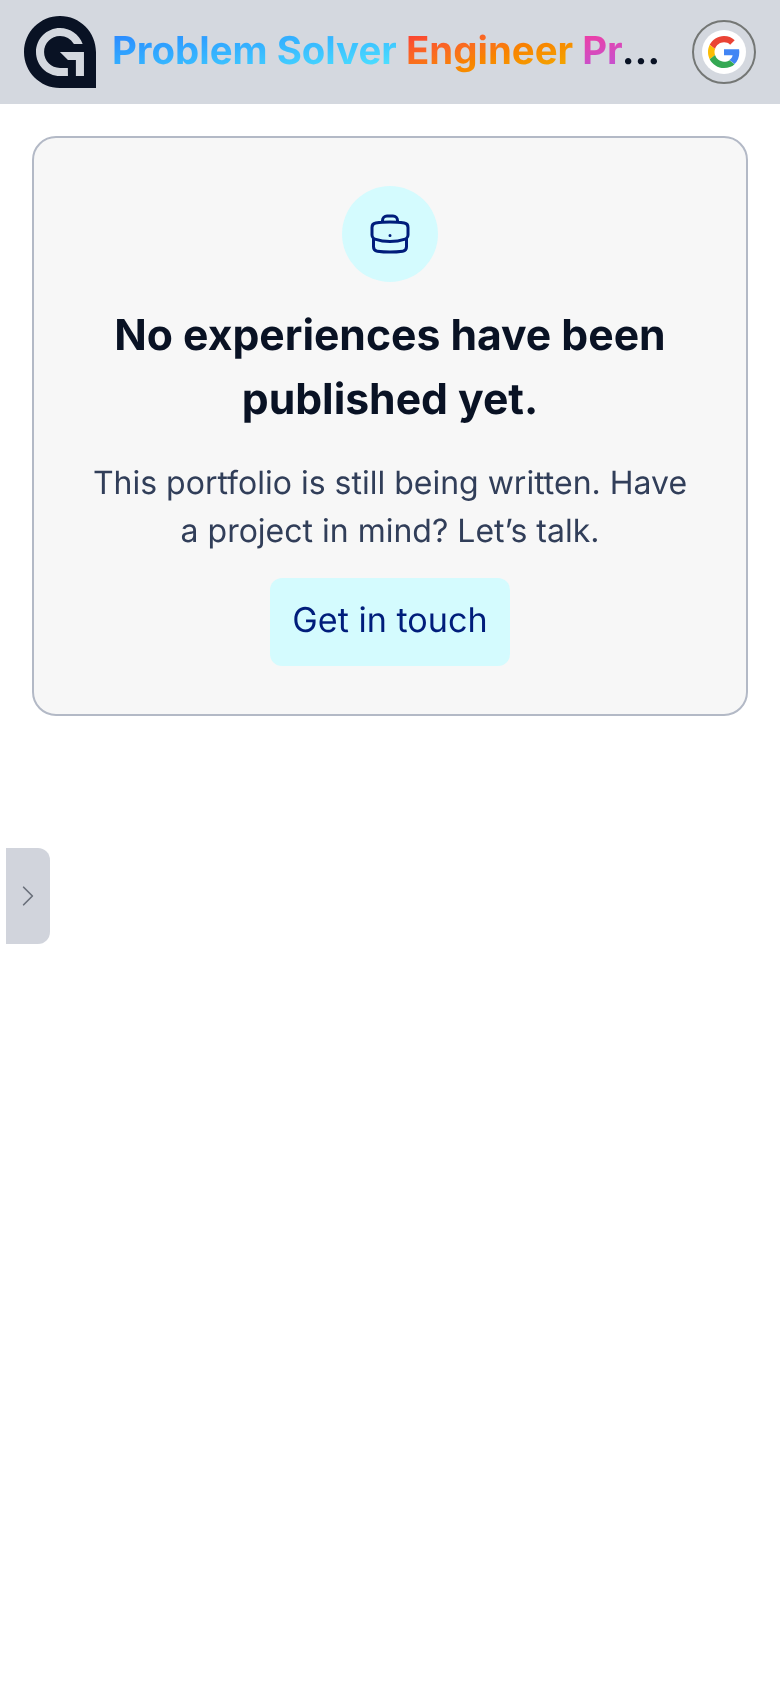 Problem Solver Engineer Pr...
No experiences have been
published yet.
This portfolio is still being written. Have
a project in mind? Let’s talk.
Get in touch